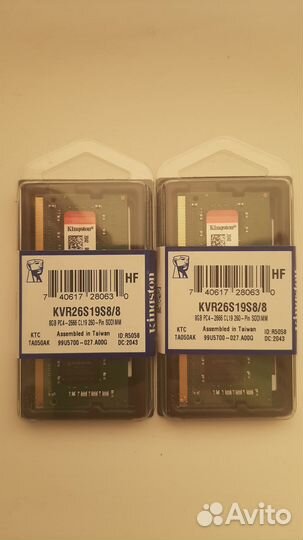 Kingston
HF
7 40617 28063 0
KVR26S19S8/8
8GB PC4-2666 CL19 260-Pin SODIMM
KTC Assembled in Taiwan ID:R5058
TA050AK 99U5700-027.A00G DC:2043
Kingston
Kingston
HF
7 40617 28063 0
KVR26S19S8/8
8GB PC4-2666 CL19 260-Pin SODIMM
KTC Assembled in Taiwan ID:R5058
TA050AK 99U5700-027.A00G DC:2043
Kingston
Avito